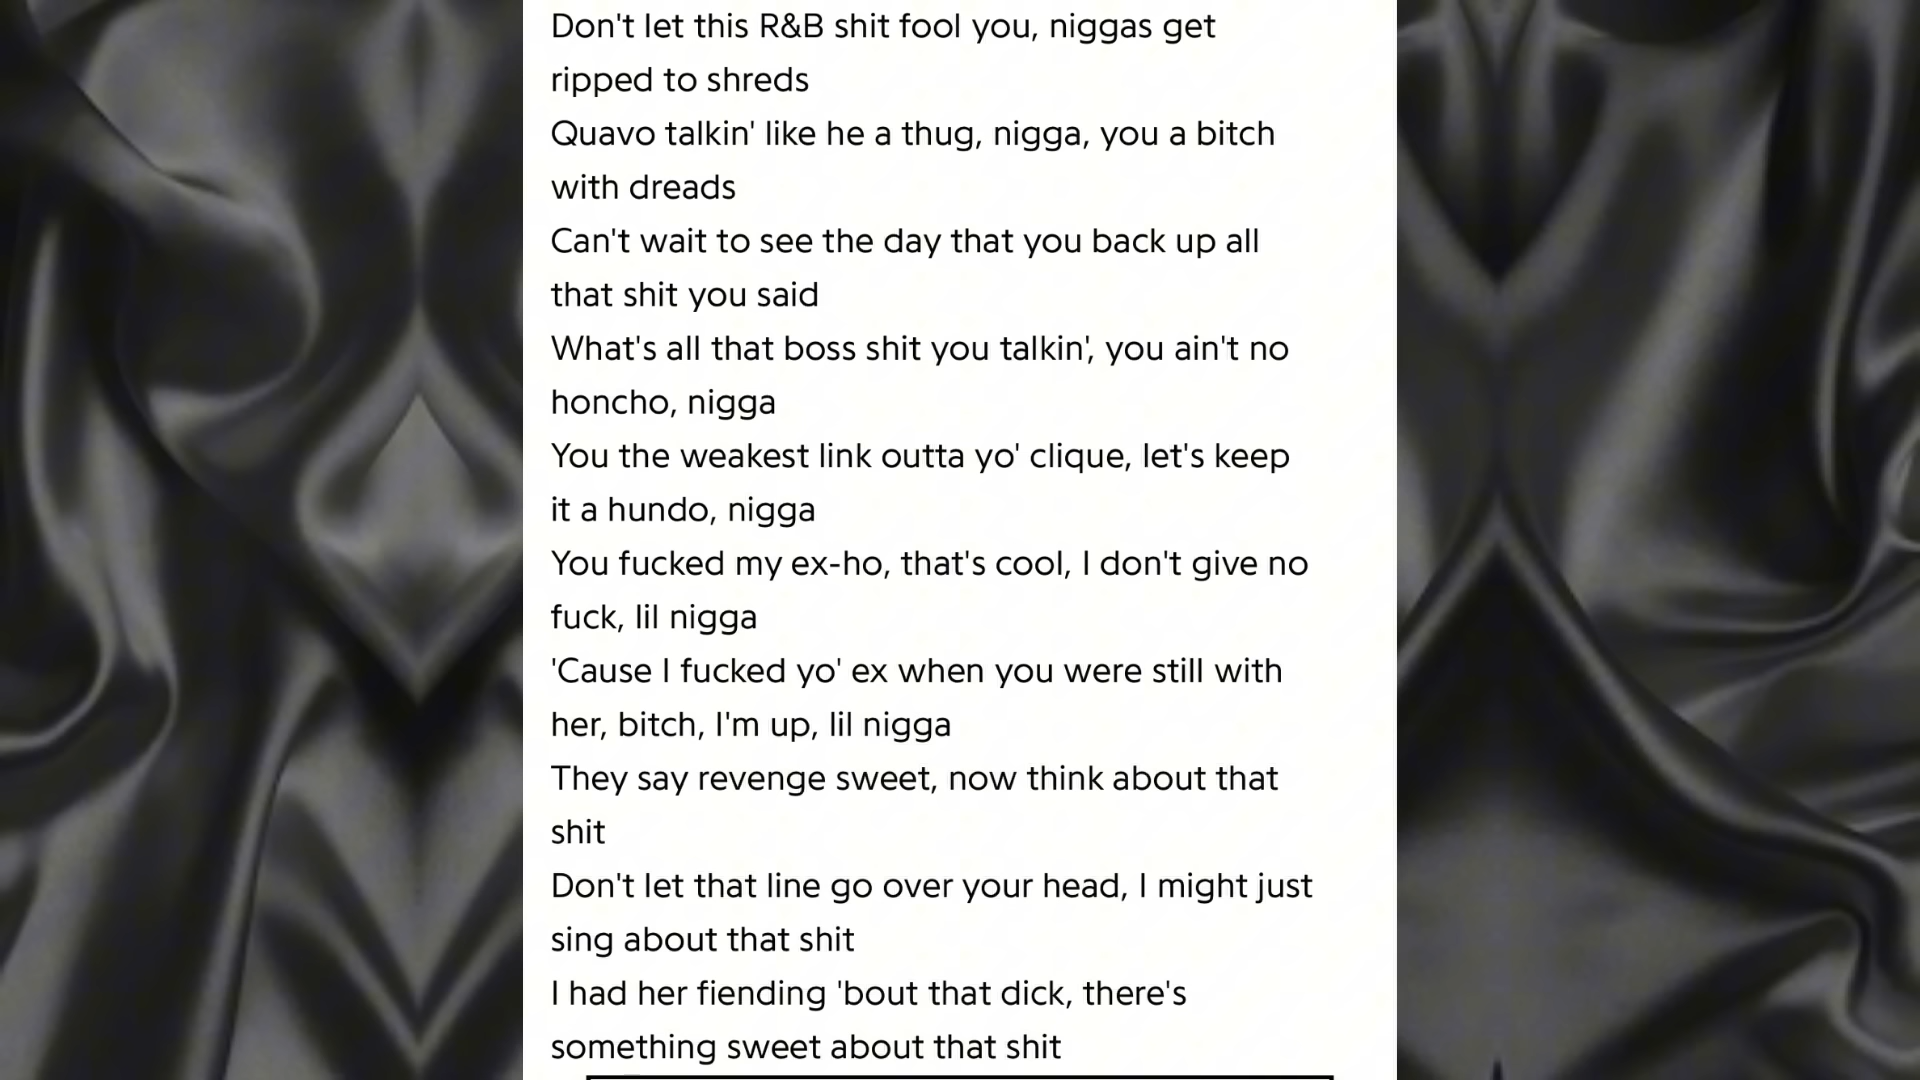 Don't let this R&B shit fool you, niggas get
ripped to shreds
Quavo talkin' like he a thug, nigga, you a bitch
with dreads
Can't wait to see the day that you back up all
that shit you said
What's all that boss shit you talkin', you ain't no
honcho, nigga
You the weakest link outta yo' clique, let's keep
it a hundo, nigga
You fucked my ex-ho, that's cool, I don't give no
fuck, lil nigga
'Cause I fucked yo' ex when you were still with
her, bitch, I'm up, lil nigga
They say revenge sweet, now think about that
shit
Don't let that line go over your head, I might just
sing about that shit
I had her fiending 'bout that dick, there's
something sweet about that shit